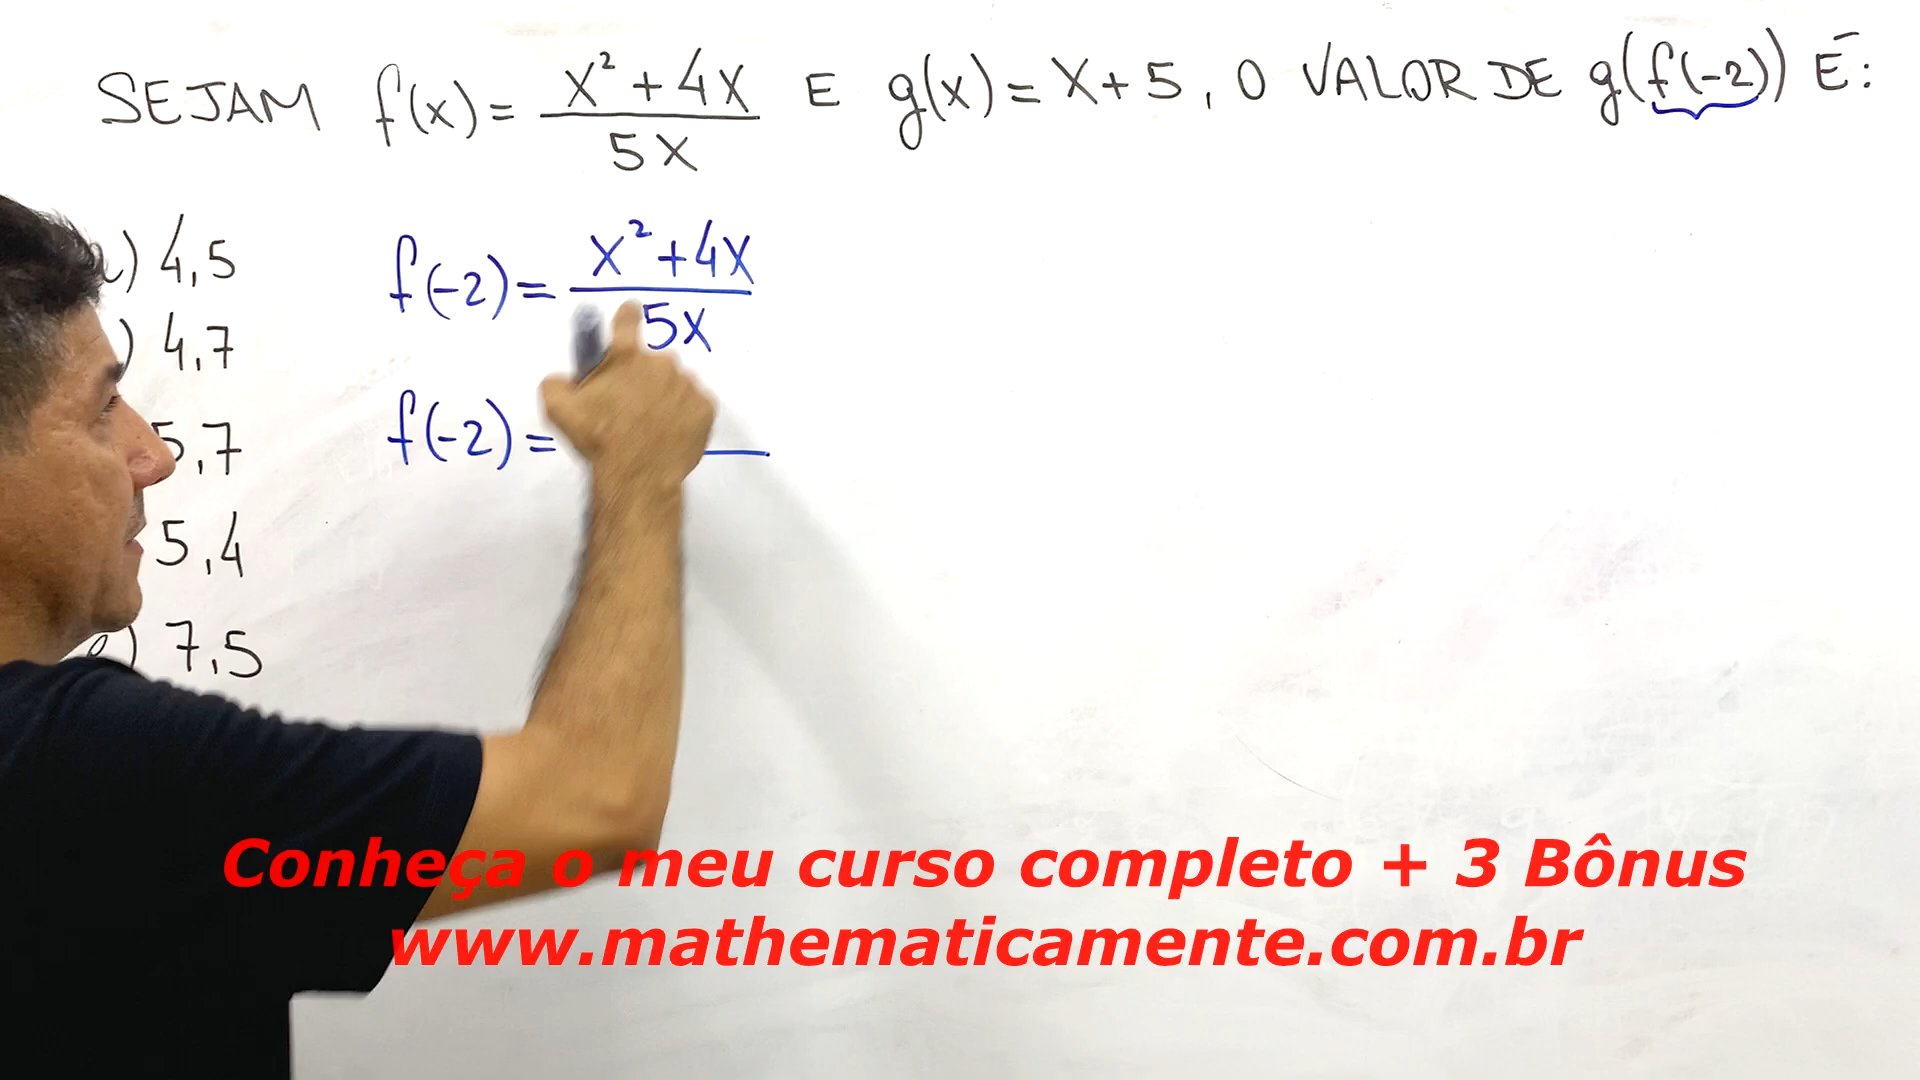 SEJAM f(x) = (x² + 4x)/(5x) E g(x) = x + 5, O VALOR DE g(f(-2)) É:
) 4,5
f(-2) = (x² + 4x)/(5x)
) 4,7
f(-2) =
5,7
5,4
e) 7,5
Conheça o meu curso completo + 3 Bônus
www.mathematicamente.com.br